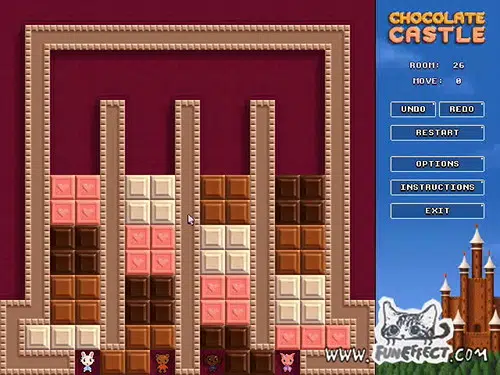 CHOCOLATE
CASTLE
ROOM: 26
MOVE: 0
UNDO REDO
RESTART
OPTIONS
INSTRUCTIONS
EXIT
www.FUNEFFECT.com